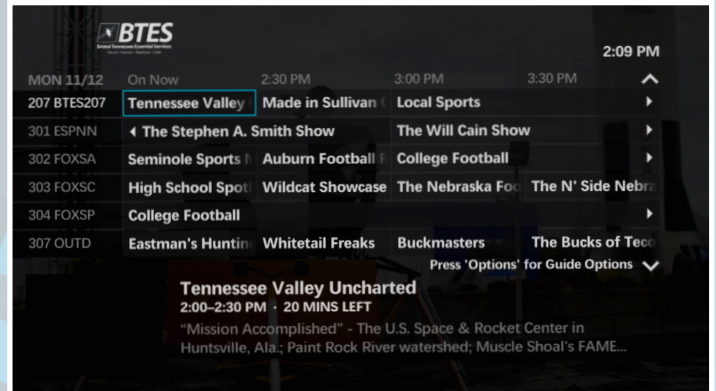 BTES
Bristol Tennessee Essential Services
2:09 PM
MON 11/12 On Now 2:30 PM 3:00 PM 3:30 PM
207 BTES207 Tennessee Valley Made in Sullivan Local Sports
301 ESPNN The Stephen A. Smith Show The Will Cain Show
302 FOXSA Seminole Sports Auburn Football College Football
303 FOXSC High School Spot Wildcat Showcase The Nebraska Foo The N' Side Nebra
304 FOXSP College Football
307 OUTD Eastman's Huntin Whitetail Freaks Buckmasters The Bucks of Teco
Press 'Options' for Guide Options
Tennessee Valley Uncharted
2:00–2:30 PM · 20 MINS LEFT
"Mission Accomplished" - The U.S. Space & Rocket Center in
Huntsville, Ala.; Paint Rock River watershed; Muscle Shoal's FAME...